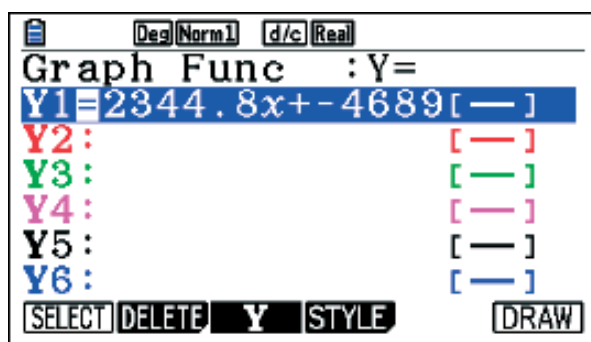 Deg Norm1 d/c Real
Graph Func :Y=
Y1=2344.8x+-4689[—]
Y2: [—]
Y3: [—]
Y4: [—]
Y5: [—]
Y6: [—]
SELECT DELETE Y STYLE DRAW